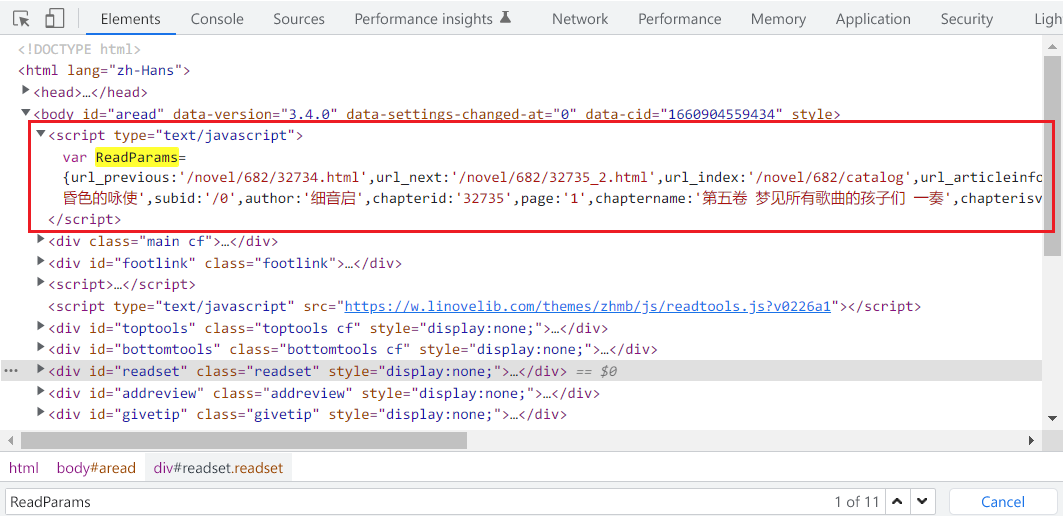 Elements Console Sources Performance insights Network Performance Memory Application Security Ligh
<!DOCTYPE html>
<html lang="zh-Hans">
<head>…</head>
<body id="aread" data-version="3.4.0" data-settings-changed-at="0" data-cid="1660904559434" style>
<script type="text/javascript">
var ReadParams=
{url_previous:'/novel/682/32734.html',url_next:'/novel/682/32735_2.html',url_index:'/novel/682/catalog',url_articleinfo
昏色的咏使',subid:'/0',author:'细音启',chapterid:'32735',page:'1',chaptername:'第五卷 梦见所有歌曲的孩子们 一奏',chapterisv
</script>
<div class="main cf">…</div>
<div id="footlink" class="footlink">…</div>
<script>…</script>
<script type="text/javascript" src="https://w.linovelib.com/themes/zhmb/js/readtools.js?v0226a1"></script>
<div id="toptools" class="toptools cf" style="display:none;">…</div>
<div id="bottomtools" class="bottomtools cf" style="display:none;">…</div>
<div id="readset" class="readset" style="display:none;">…</div> == $0
<div id="addreview" class="addreview" style="display:none;">…</div>
<div id="givetip" class="givetip" style="display:none;">…</div>
html body#aread div#readset.readset
ReadParams 1 of 11 Cancel